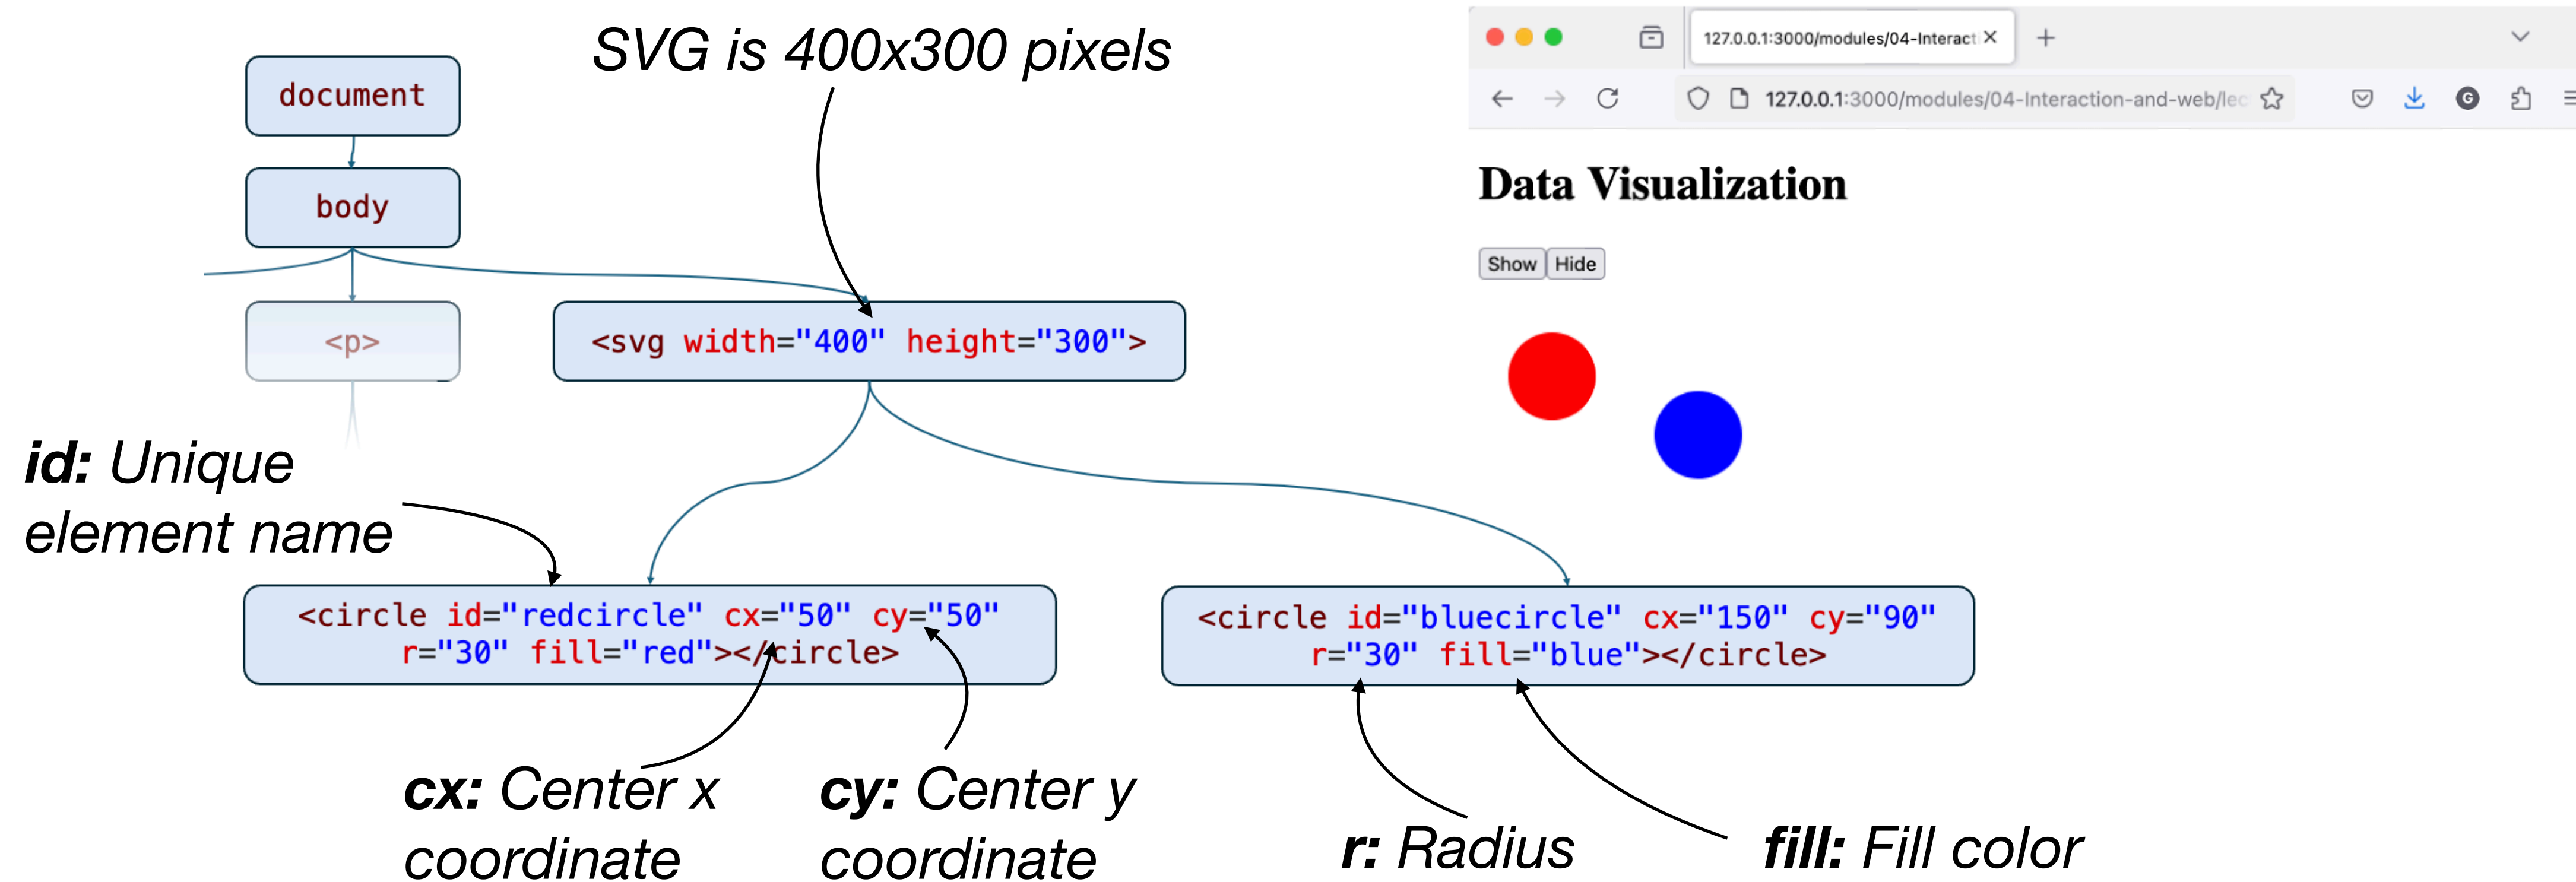 SVG is 400x300 pixels
document
body
<p>
<svg width="400" height="300">
id: Unique
element name
<circle id="redcircle" cx="50" cy="50"
r="30" fill="red"></circle>
<circle id="bluecircle" cx="150" cy="90"
r="30" fill="blue"></circle>
cx: Center x
coordinate
cy: Center y
coordinate
r: Radius
fill: Fill color
127.0.0.1:3000/modules/04-Interact
127.0.0.1:3000/modules/04-Interaction-and-web/lec
G
Data Visualization
Show Hide